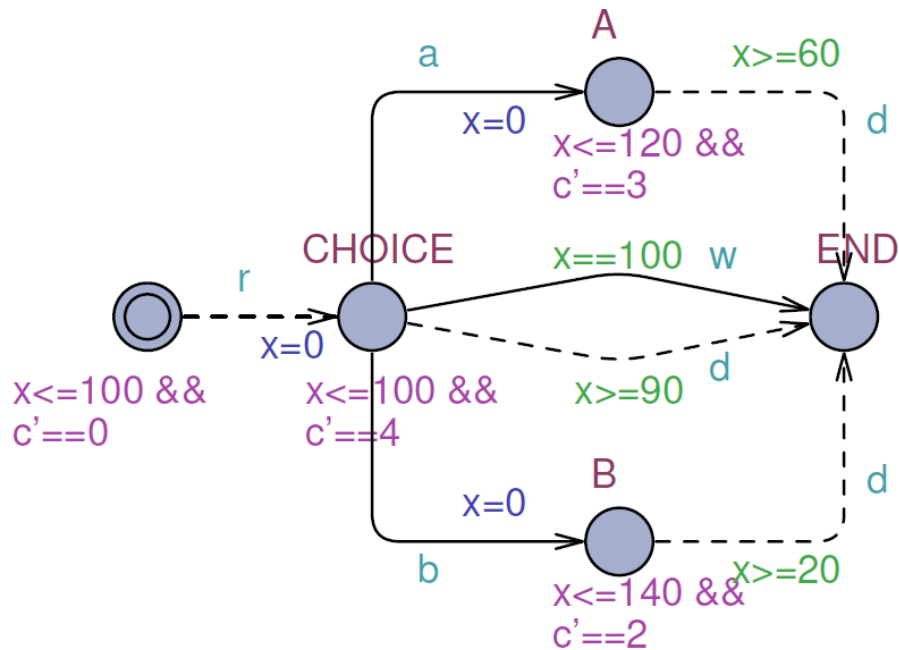 A
a
x>=60
x=0
d
x<=120 &&
c'==3
CHOICE
END
r
x==100
w
x=0
d
x<=100 &&
c'==0
x<=100 &&
c'==4
x>=90
B
x=0
d
b
x>=20
x<=140 &&
c'==2